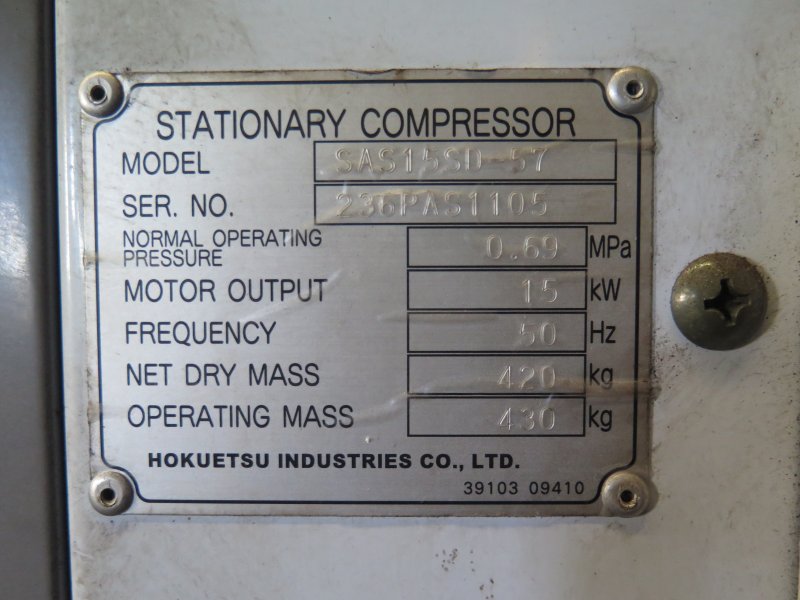 STATIONARY COMPRESSOR
MODEL SAS15SD-57
SER. NO. 236PAS1105
NORMAL OPERATING PRESSURE 0.69 MPa
MOTOR OUTPUT 15 kW
FREQUENCY 50 Hz
NET DRY MASS 420 kg
OPERATING MASS 430 kg
HOKUETSU INDUSTRIES CO., LTD.
39103 09410